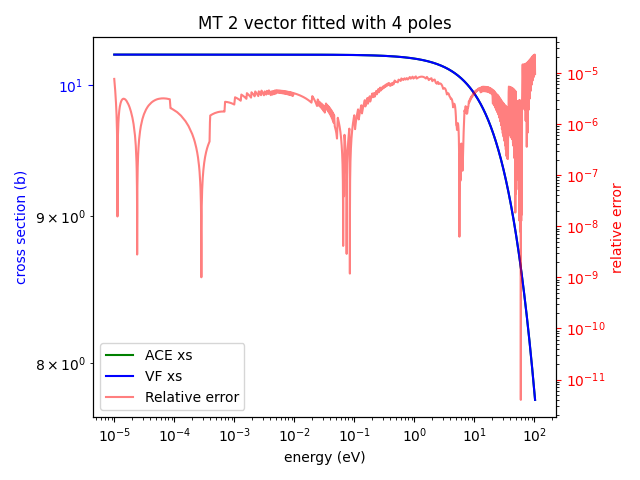 MT 2 vector fitted with 4 poles
cross section (b)
10¹
9 × 10⁰
8 × 10⁰
10⁻⁵
10⁻⁶
10⁻⁷
10⁻⁸
10⁻⁹
10⁻¹⁰
10⁻¹¹
relative error
ACE xs
VF xs
Relative error
10⁻⁵ 10⁻⁴ 10⁻³ 10⁻² 10⁻¹ 10⁰ 10¹ 10²
energy (eV)